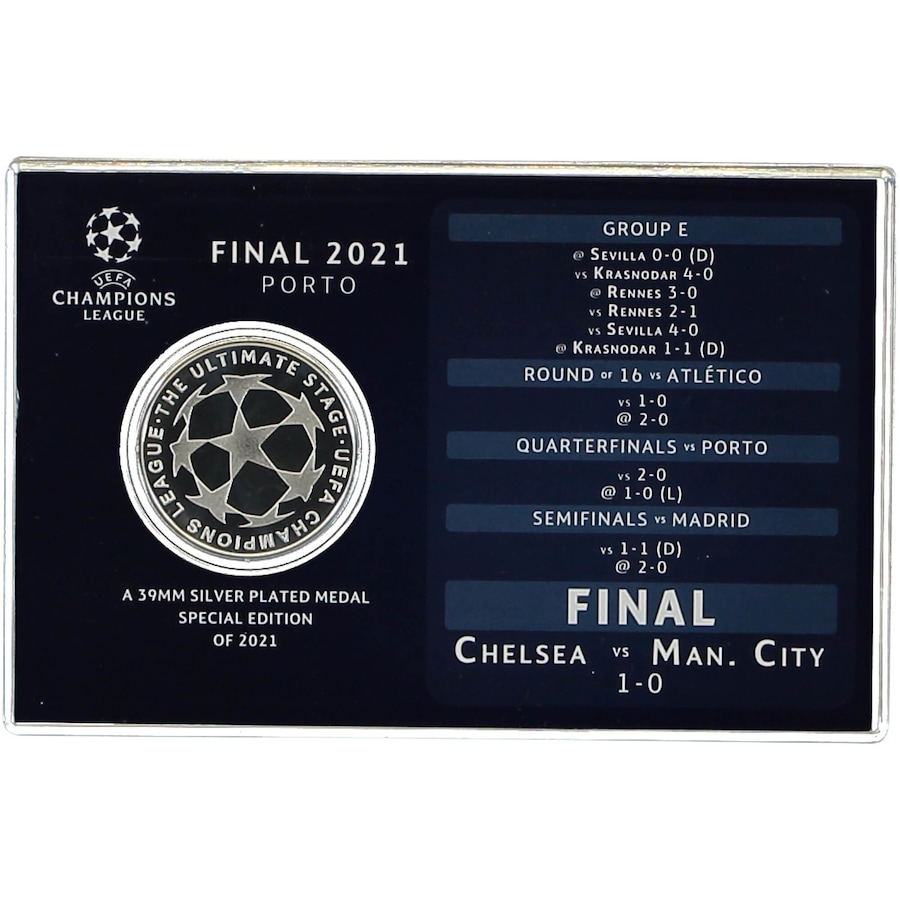 UEFA
CHAMPIONS
LEAGUE
FINAL 2021
PORTO
THE ULTIMATE STAGE · UEFA CHAMPIONS LEAGUE ·
A 39MM SILVER PLATED MEDAL
SPECIAL EDITION
OF 2021
GROUP E
@ SEVILLA 0-0 (D)
VS KRASNODAR 4-0
@ RENNES 3-0
VS RENNES 2-1
VS SEVILLA 4-0
@ KRASNODAR 1-1 (D)
ROUND OF 16 VS ATLÉTICO
VS 1-0
@ 2-0
QUARTERFINALS VS PORTO
VS 2-0
@ 1-0 (L)
SEMIFINALS VS MADRID
VS 1-1 (D)
@ 2-0
FINAL
CHELSEA VS MAN. CITY
1-0